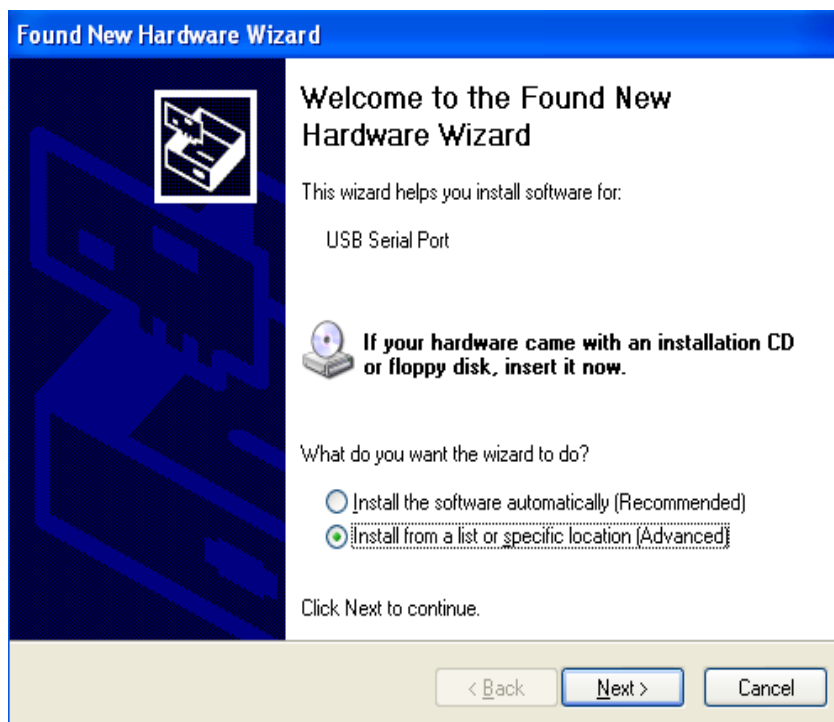 Found New Hardware Wizard
Welcome to the Found New
Hardware Wizard
This wizard helps you install software for:
USB Serial Port
If your hardware came with an installation CD
or floppy disk, insert it now.
What do you want the wizard to do?
Install the software automatically (Recommended)
Install from a list or specific location (Advanced)
Click Next to continue.
< Back Next > Cancel